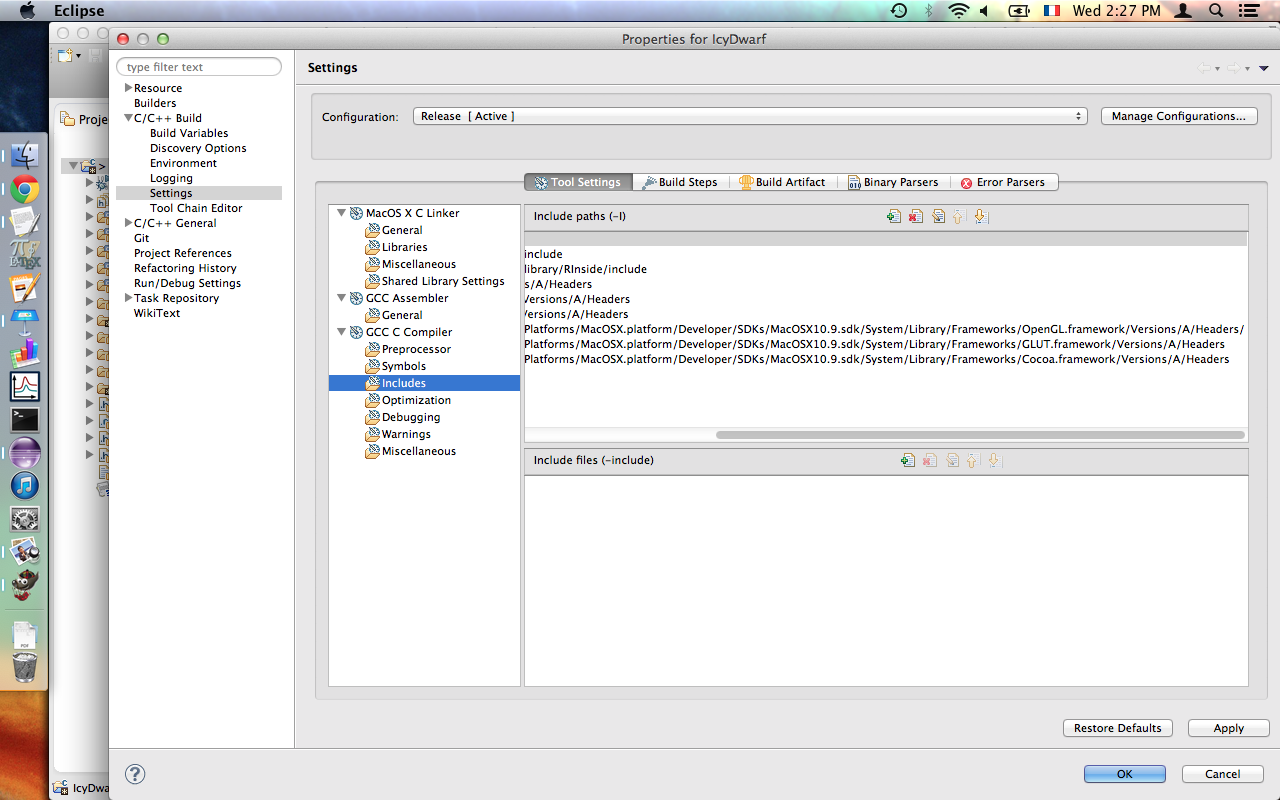 Eclipse
Wed 2:27 PM
Properties for IcyDwarf
type filter text
Settings
Resource
Builders
C/C++ Build
Build Variables
Discovery Options
Environment
Logging
Settings
Tool Chain Editor
C/C++ General
Git
Project References
Refactoring History
Run/Debug Settings
Task Repository
WikiText
Configuration:
Release [ Active ]
Manage Configurations...
Tool Settings
Build Steps
Build Artifact
Binary Parsers
Error Parsers
MacOS X C Linker
General
Libraries
Miscellaneous
Shared Library Settings
GCC Assembler
General
GCC C Compiler
Preprocessor
Symbols
Includes
Optimization
Debugging
Warnings
Miscellaneous
Include paths (-I)
include
library/RInside/include
s/A/Headers
Versions/A/Headers
Versions/A/Headers
Platforms/MacOSX.platform/Developer/SDKs/MacOSX10.9.sdk/System/Library/Frameworks/OpenGL.framework/Versions/A/Headers/
Platforms/MacOSX.platform/Developer/SDKs/MacOSX10.9.sdk/System/Library/Frameworks/GLUT.framework/Versions/A/Headers
Platforms/MacOSX.platform/Developer/SDKs/MacOSX10.9.sdk/System/Library/Frameworks/Cocoa.framework/Versions/A/Headers
Include files (-include)
Restore Defaults
Apply
OK
Cancel
Proje
IcyDwa